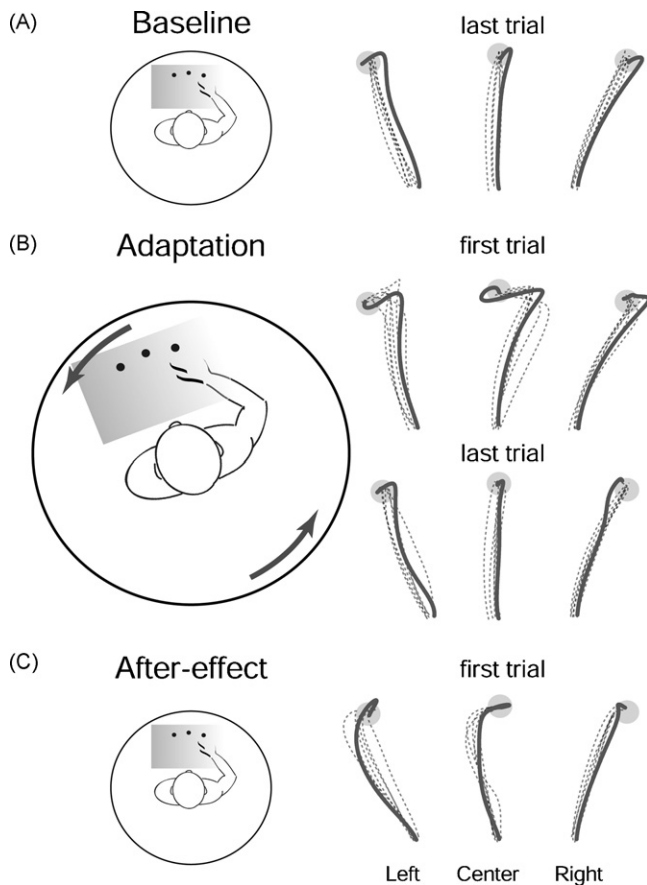 (A)
Baseline
last trial
(B)
Adaptation
first trial
last trial
(C)
After-effect
first trial
Left Center Right